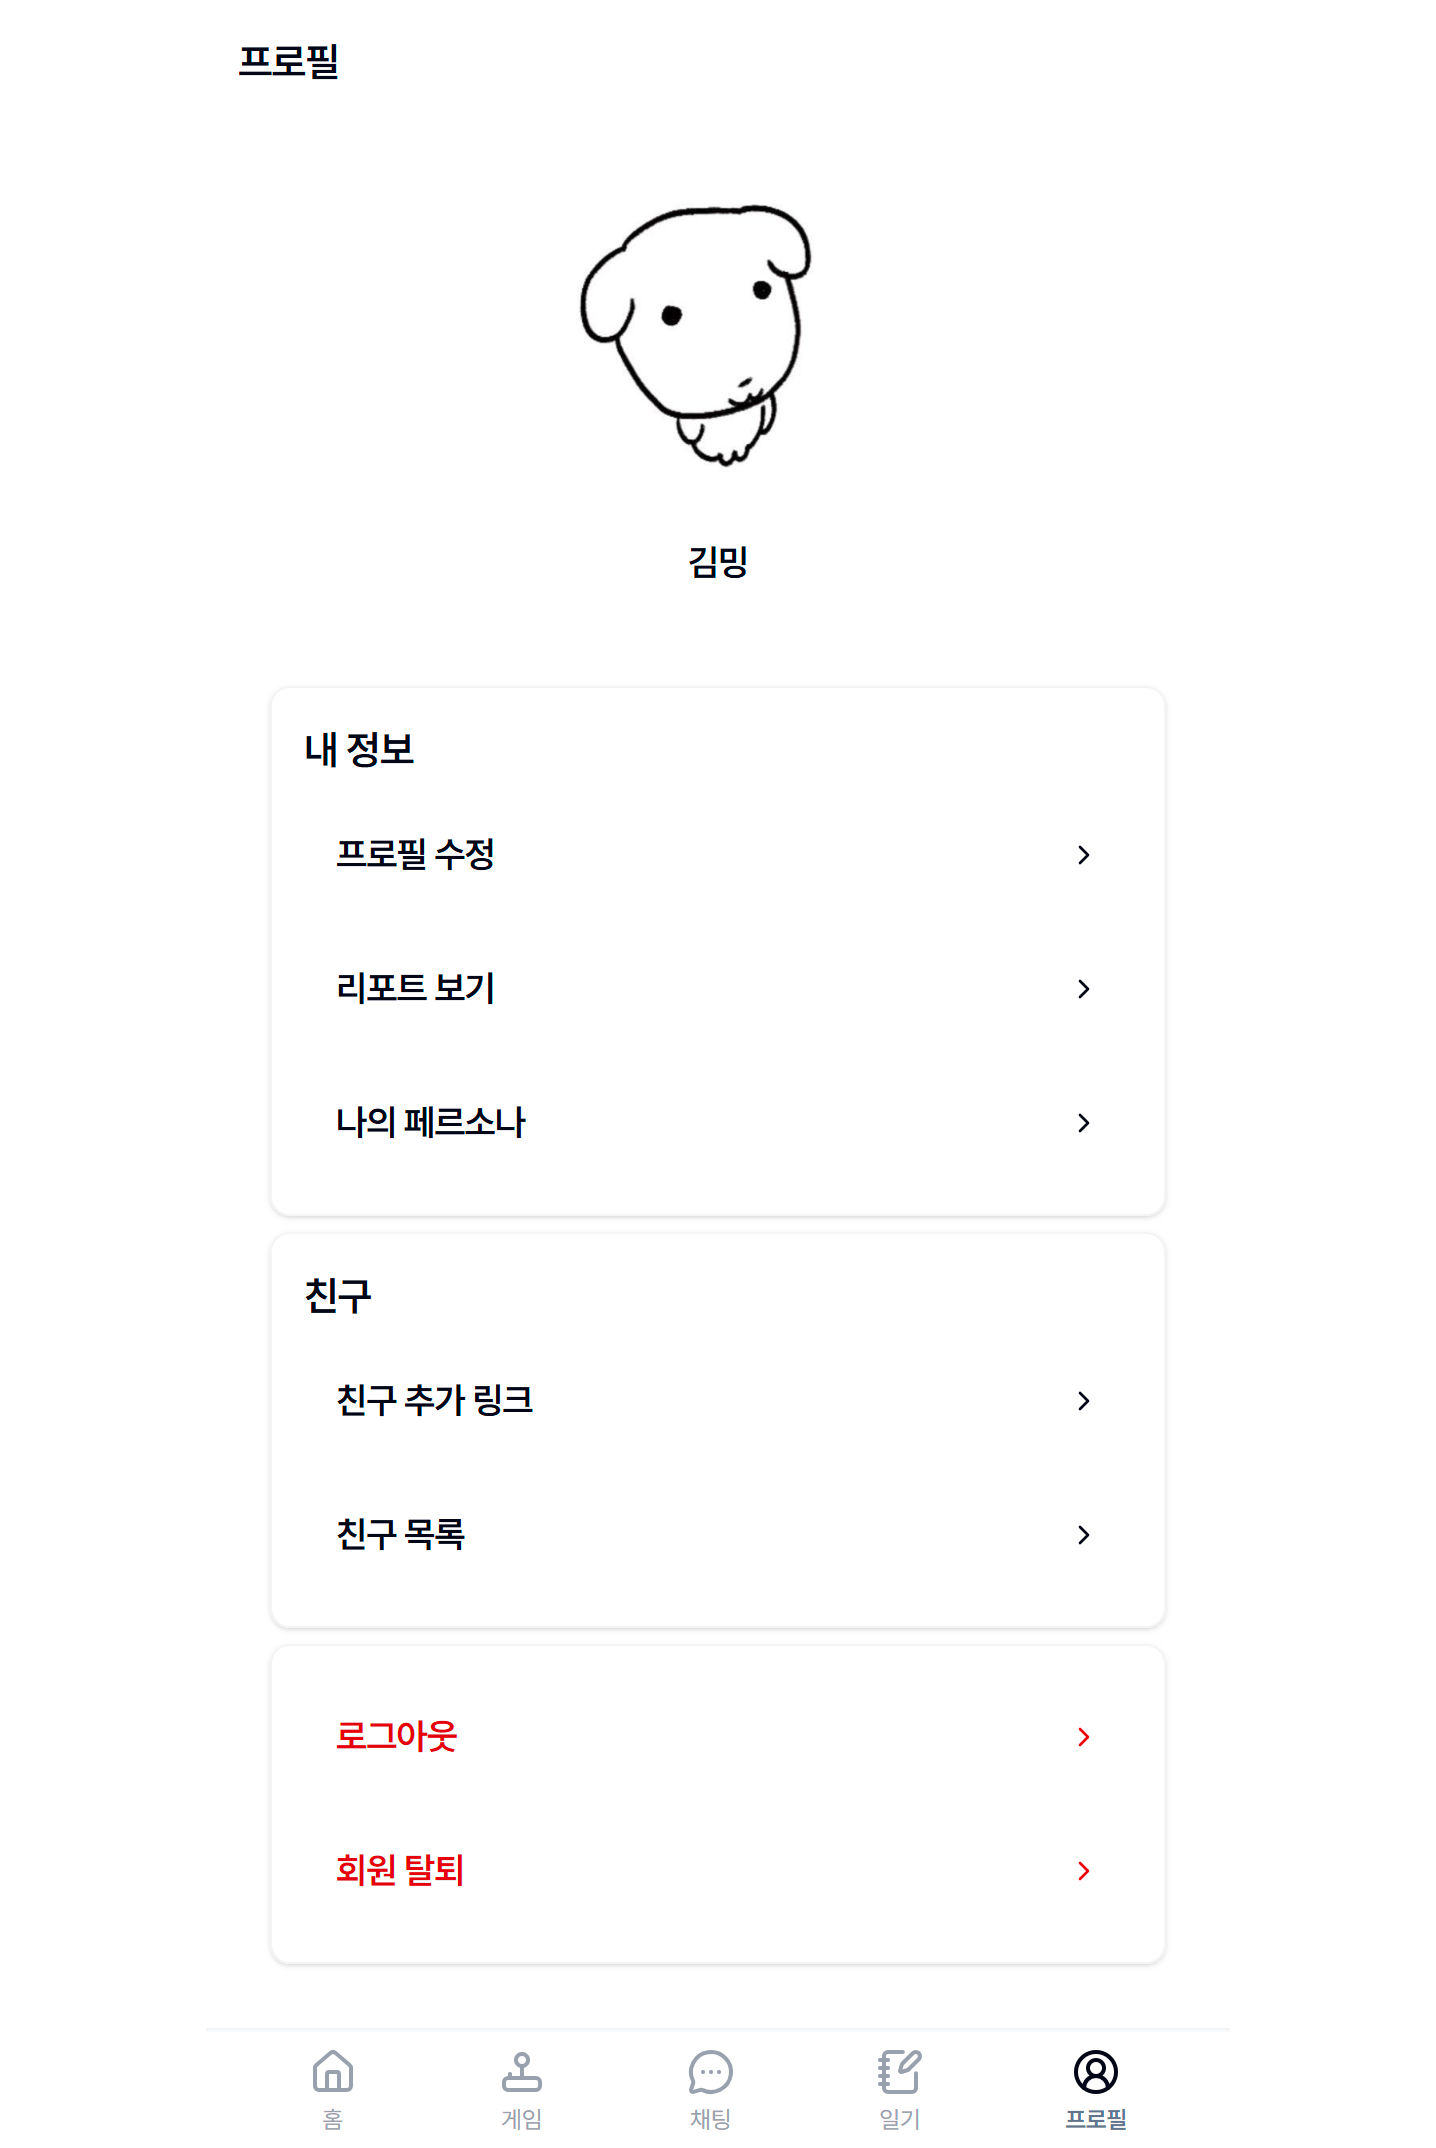 프로필
김밍
내 정보
프로필 수정
리포트 보기
나의 페르소나
친구
친구 추가 링크
친구 목록
로그아웃
회원 탈퇴
홈
게임
채팅
일기
프로필